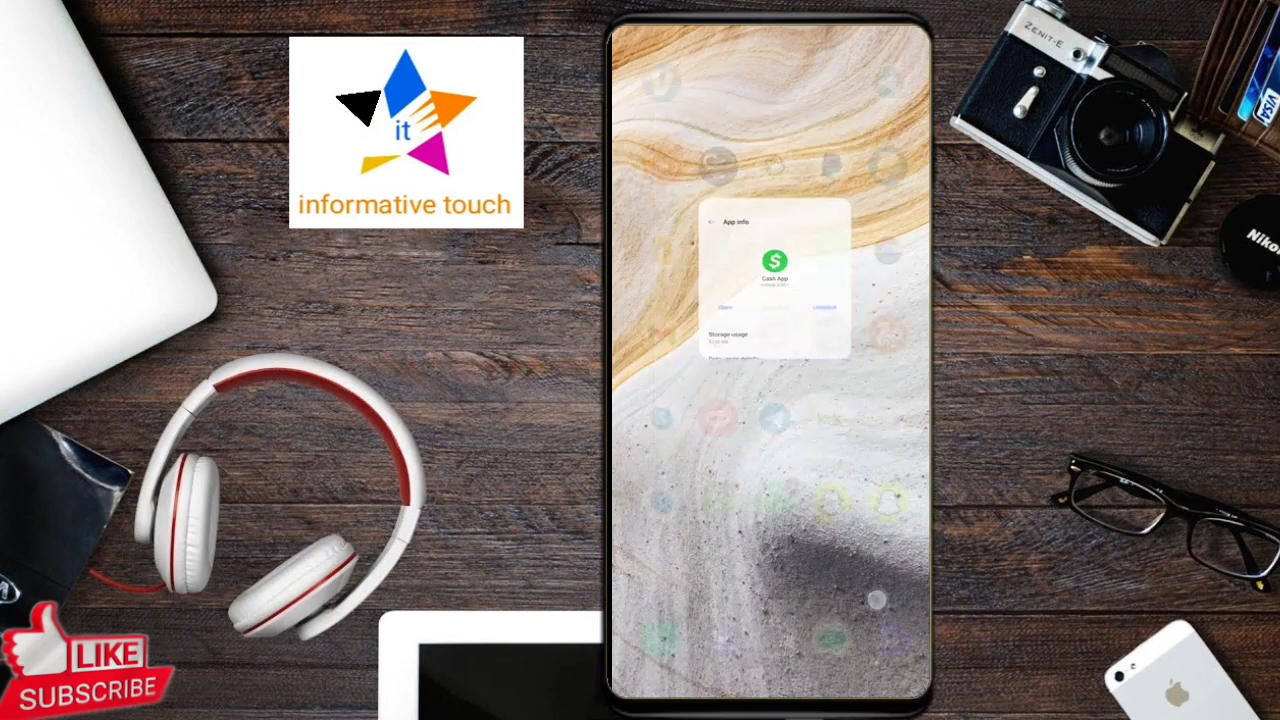 ZENIT-E
VISA
it
informative touch
Nikon
App info
Cash App
Storage usage
LIKE
SUBSCRIBE